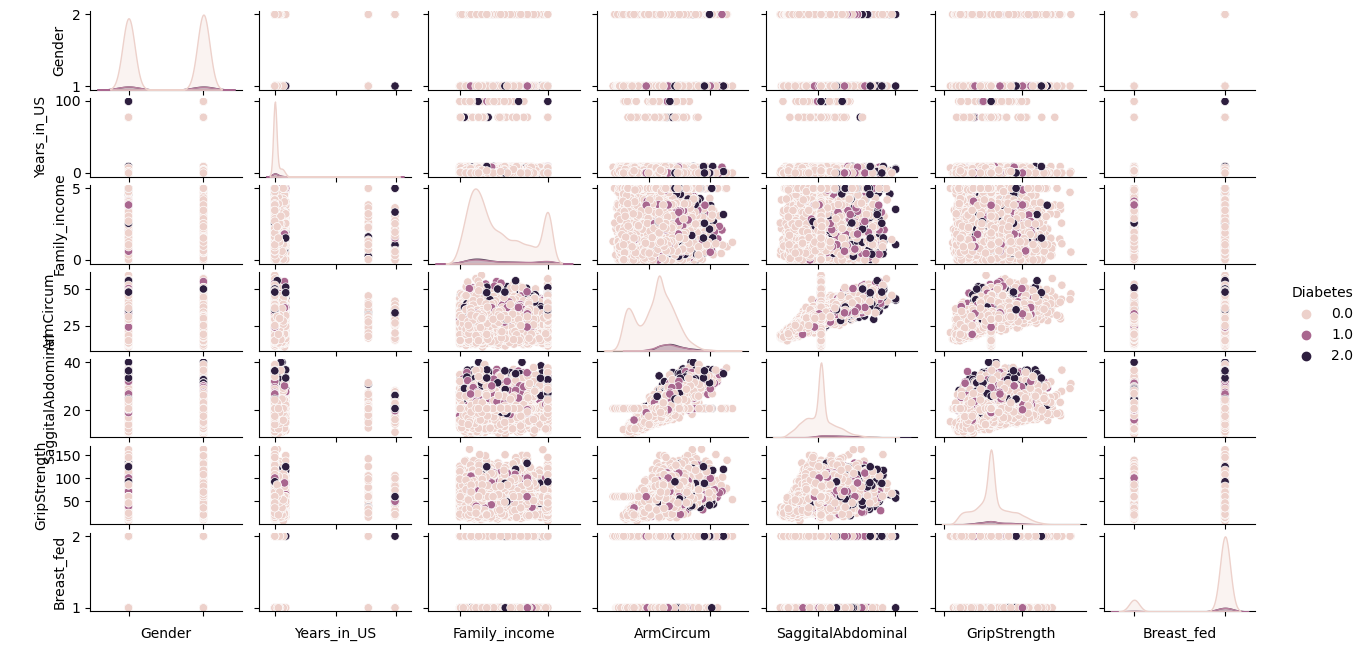 2
Gender
1
100
Years_in_US
0
5
Family_income
0
50
ArmCircum
25
40
SaggitalAbdominal
20
150
GripStrength
100
50
2
Breast_fed
1
Diabetes
0.0
1.0
2.0
Gender Years_in_US Family_income ArmCircum SaggitalAbdominal GripStrength Breast_fed